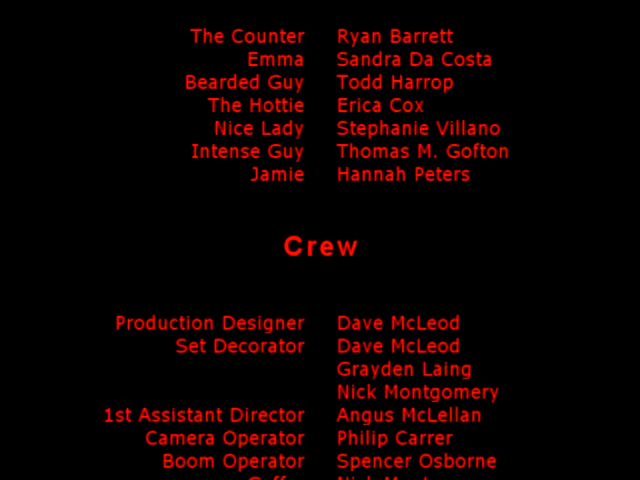 The Counter Ryan Barrett
Emma Sandra Da Costa
Bearded Guy Todd Harrop
The Hottie Erica Cox
Nice Lady Stephanie Villano
Intense Guy Thomas M. Gofton
Jamie Hannah Peters
Crew
Production Designer Dave McLeod
Set Decorator Dave McLeod
Grayden Laing
Nick Montgomery
1st Assistant Director Angus McLellan
Camera Operator Philip Carrer
Boom Operator Spencer Osborne